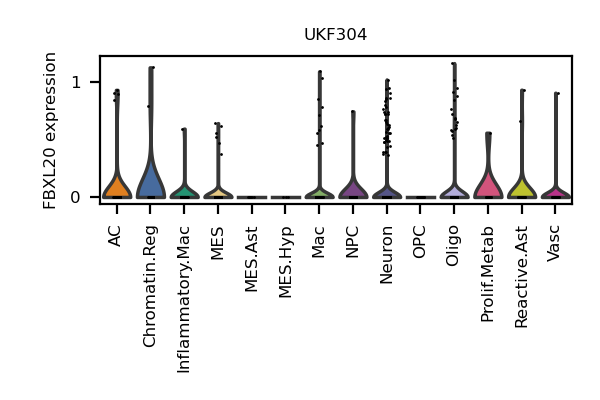 UKF304
FBXL20 expression
1
0
AC
Chromatin.Reg
Inflammatory.Mac
MES
MES.Ast
MES.Hyp
Mac
NPC
Neuron
OPC
Oligo
Prolif.Metab
Reactive.Ast
Vasc